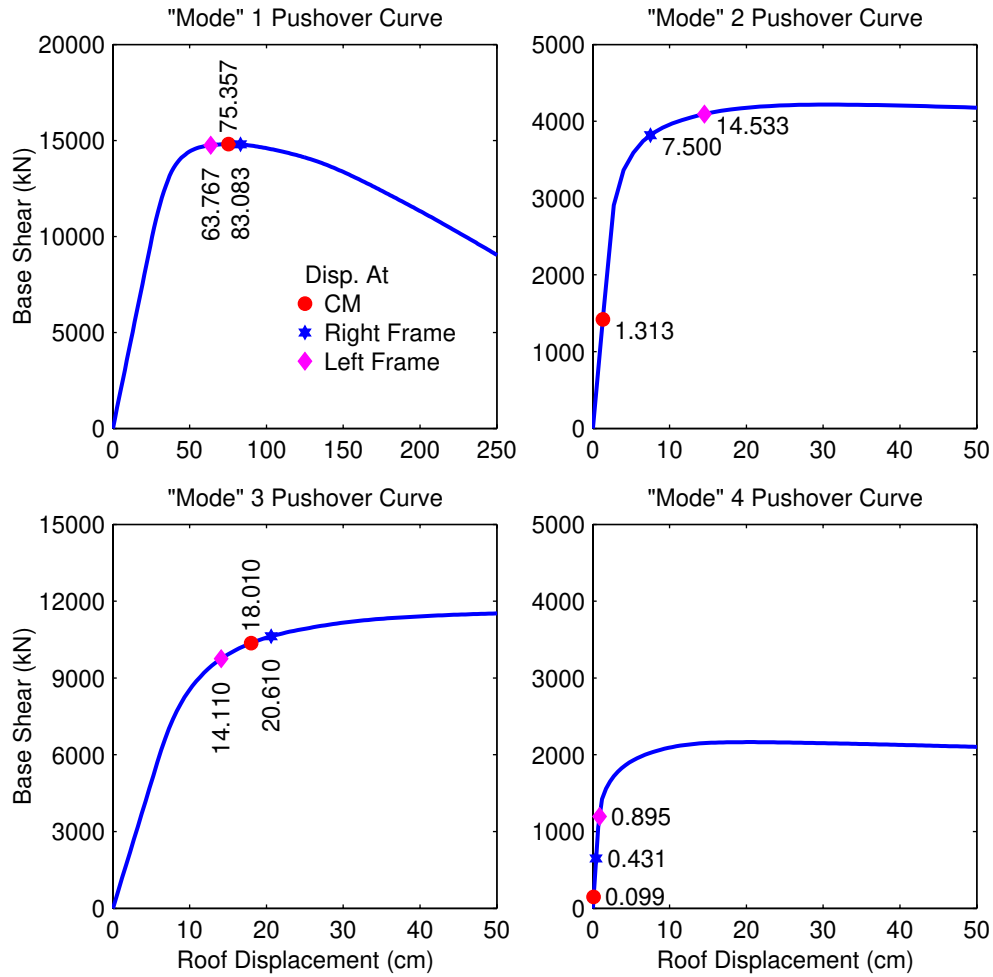 "Mode" 1 Pushover Curve
20000
15000
10000
5000
0
Base Shear (kN)
75.357
63.767
83.083
Disp. At
CM
Right Frame
Left Frame
0 50 100 150 200 250
"Mode" 2 Pushover Curve
5000
4000
3000
2000
1000
0
14.533
7.500
1.313
0 10 20 30 40 50
"Mode" 3 Pushover Curve
15000
12000
9000
6000
3000
0
Base Shear (kN)
18.010
14.110
20.610
0 10 20 30 40 50
Roof Displacement (cm)
"Mode" 4 Pushover Curve
5000
4000
3000
2000
1000
0
0.895
0.431
0.099
0 10 20 30 40 50
Roof Displacement (cm)